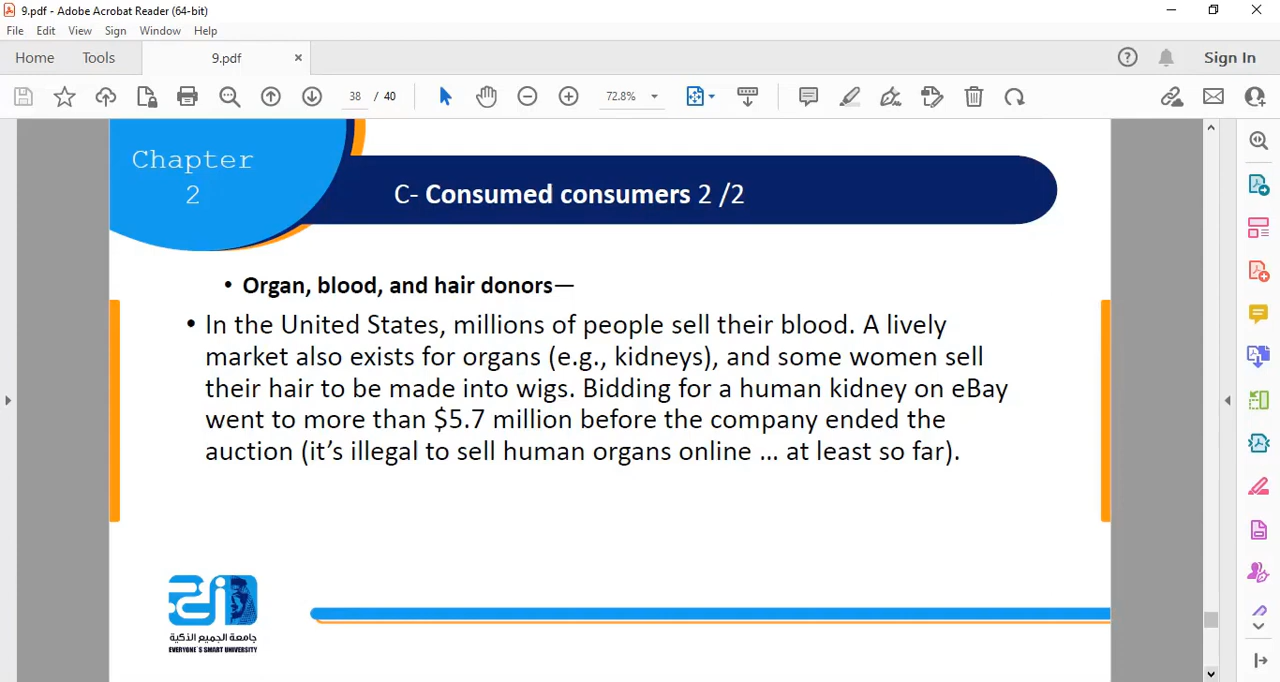 9.pdf - Adobe Acrobat Reader (64-bit)
File Edit View Sign Window Help
Home Tools 9.pdf × Sign In
38 / 40 72.8%
Chapter
2
C- Consumed consumers 2 /2
• Organ, blood, and hair donors—
• In the United States, millions of people sell their blood. A lively
market also exists for organs (e.g., kidneys), and some women sell
their hair to be made into wigs. Bidding for a human kidney on eBay
went to more than $5.7 million before the company ended the
auction (it's illegal to sell human organs online … at least so far).
جامعة الجميع الذكية
EVERYONE'S SMART UNIVERSITY